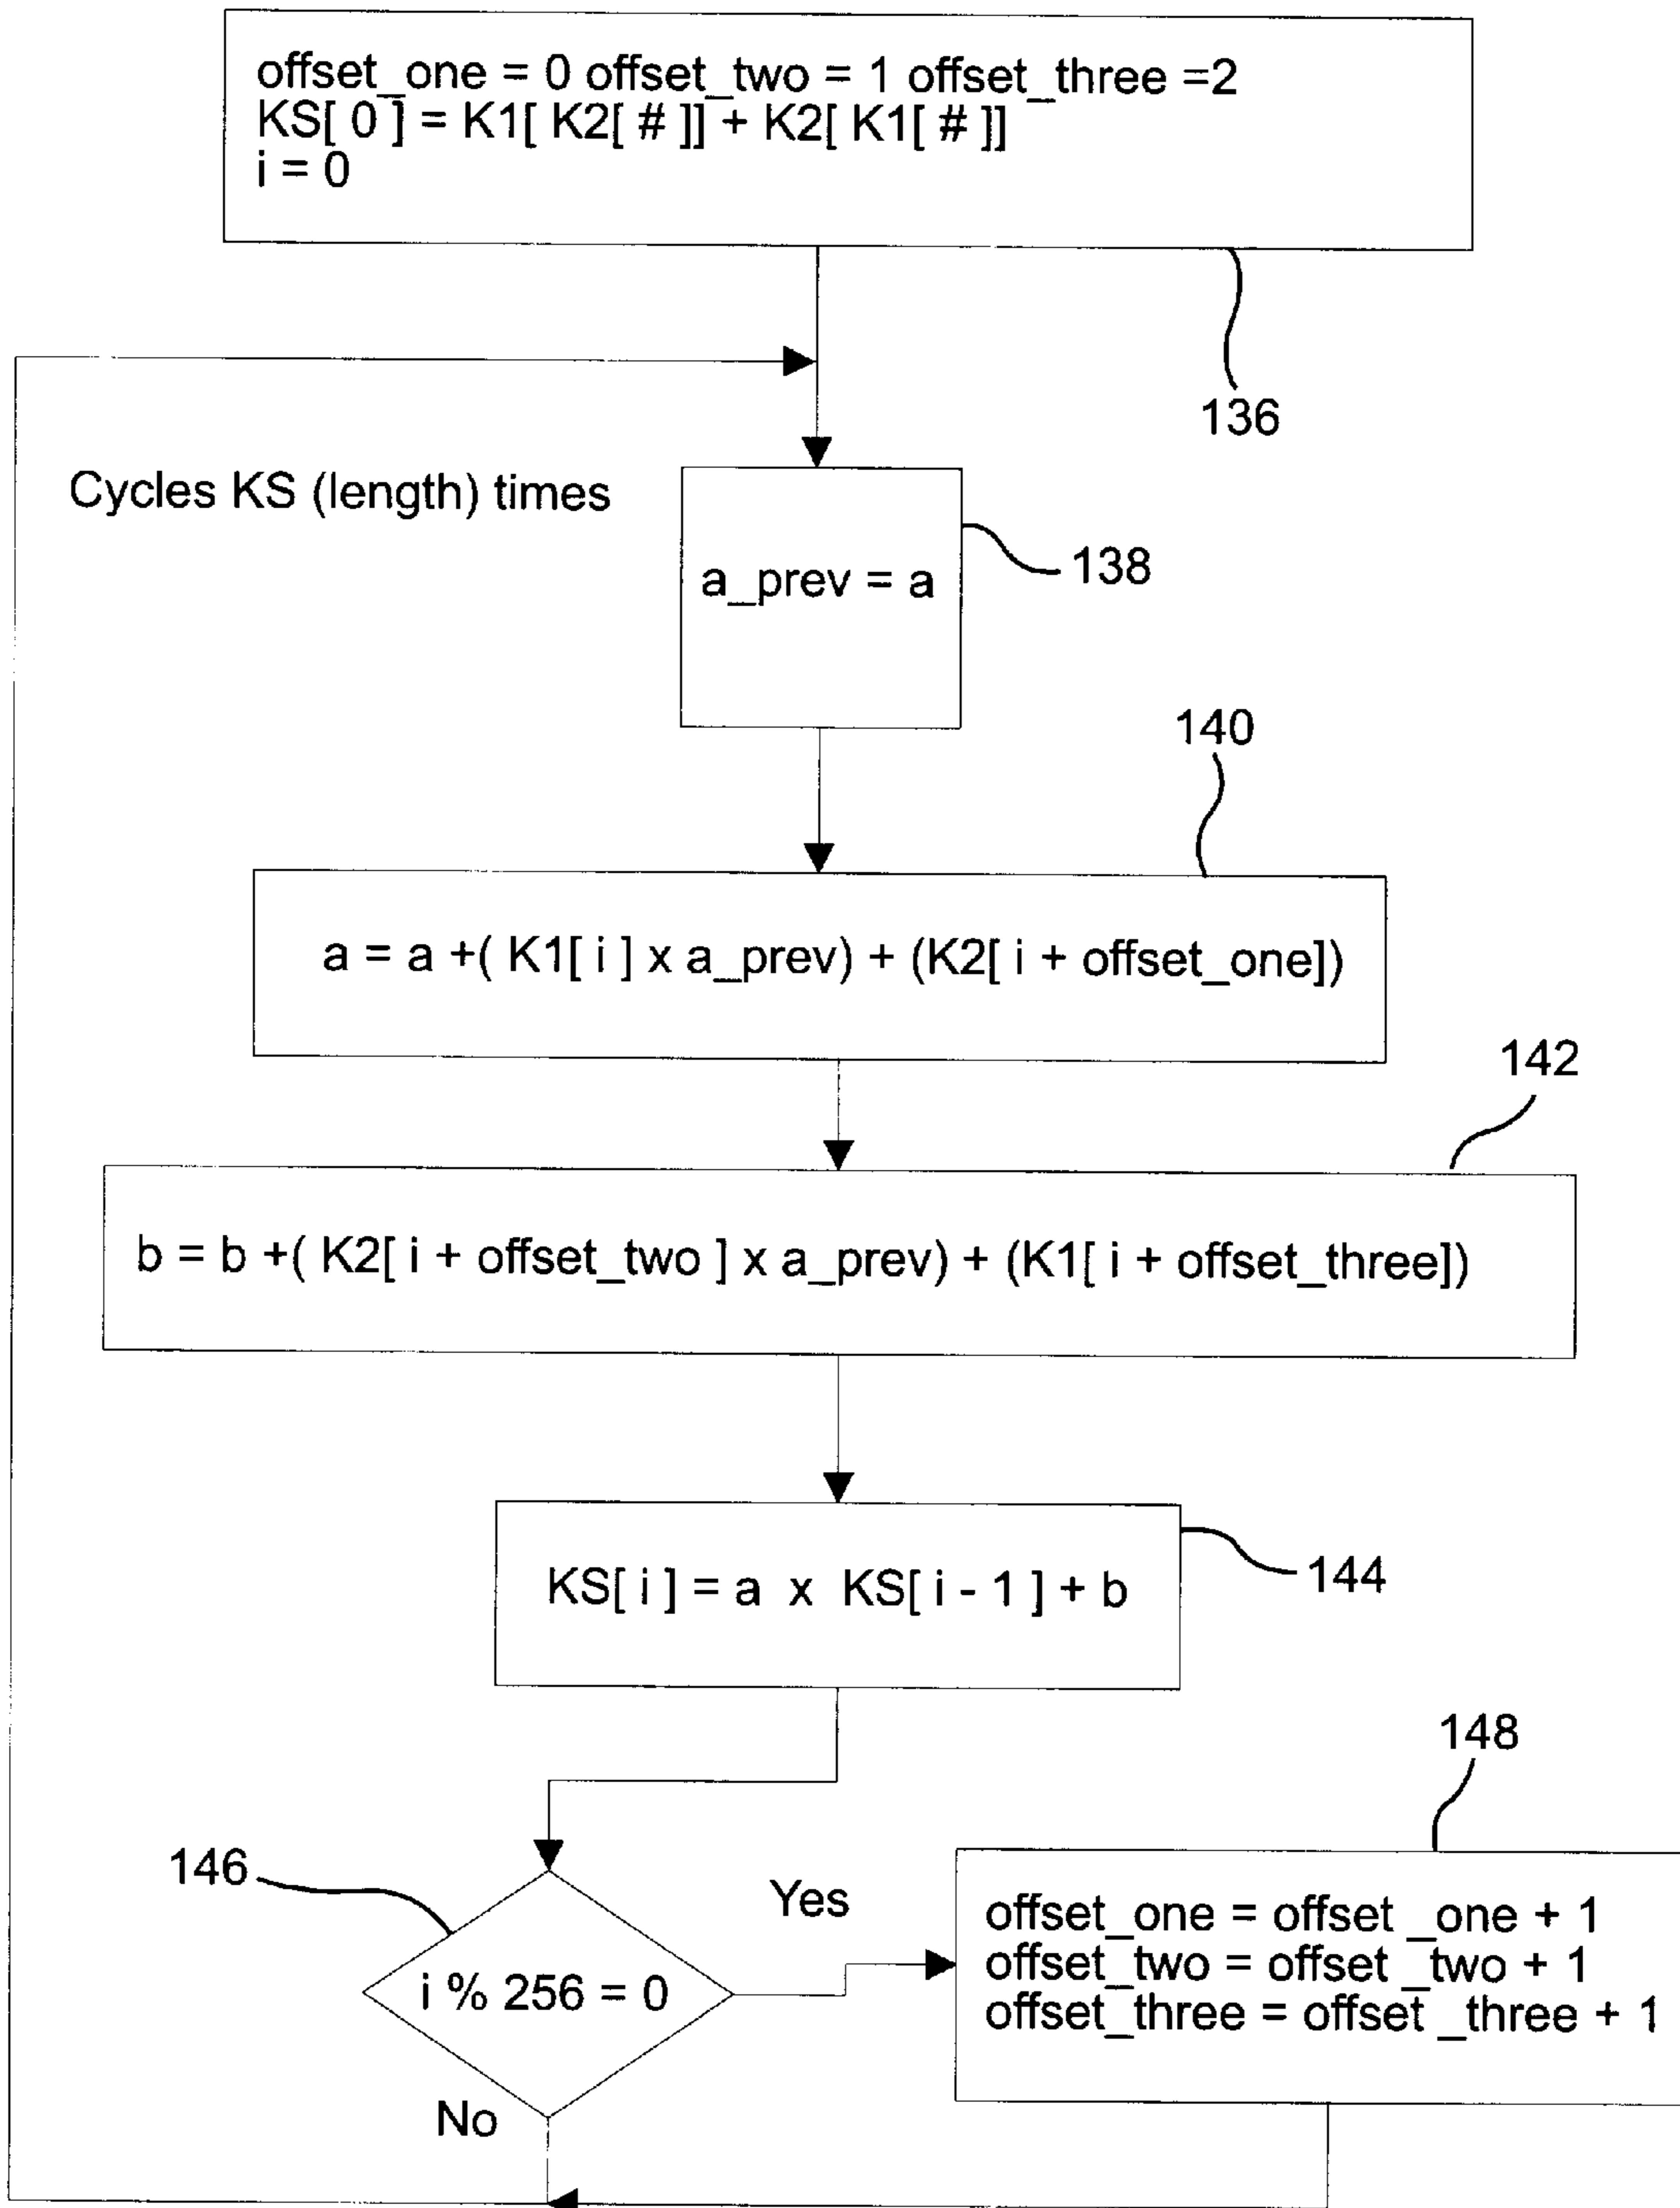 offset_one = 0 offset_two = 1 offset_three =2
KS[ 0 ] = K1[ K2[ # ]] + K2[ K1[ # ]]
i = 0
136
Cycles KS (length) times
a_prev = a
138
140
a = a +( K1[ i ] x a_prev) + (K2[ i + offset_one])
142
b = b +( K2[ i + offset_two ] x a_prev) + (K1[ i + offset_three])
KS[ i ] = a x KS[ i - 1 ] + b
144
148
146
Yes
i % 256 = 0
offset_one = offset _one + 1
offset_two = offset _two + 1
offset_three = offset _three + 1
No